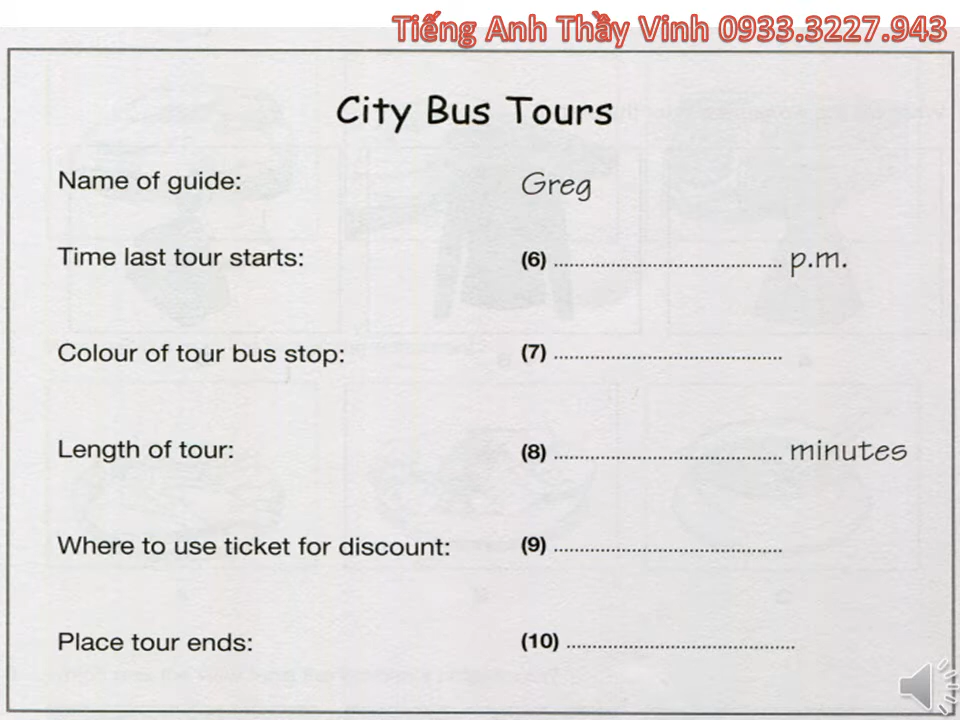 Tiếng Anh Thầy Vinh 0933.3227.943
City Bus Tours
Name of guide: Greg
Time last tour starts: (6) ........................................ p.m.
Colour of tour bus stop: (7) ........................................
Length of tour: (8) ........................................ minutes
Where to use ticket for discount: (9) ........................................
Place tour ends: (10) ........................................